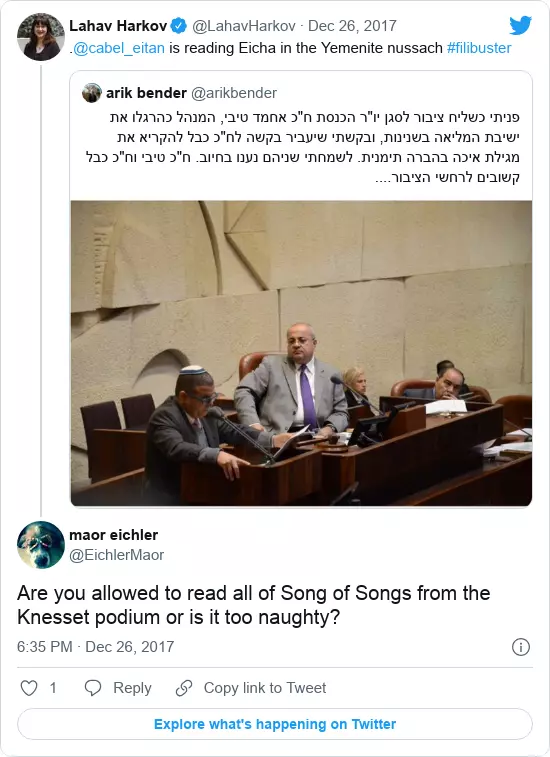 Lahav Harkov @LahavHarkov · Dec 26, 2017
.@cabel_eitan is reading Eicha in the Yemenite nussach #filibuster
arik bender @arikbender
פניתי כשליח ציבור לסגן יו"ר הכנסת ח"כ אחמד טיבי, המנהל כהרגלו את
ישיבת המליאה בשנינות, ובקשתי שיעביר בקשה לח"כ כבל להקריא את
מגילת איכה בהברה תימנית. לשמחתי שניהם נענו בחיוב. ח"כ טיבי וח"כ כבל
קשובים לרחשי הציבור....
maor eichler
@EichlerMaor
Are you allowed to read all of Song of Songs from the
Knesset podium or is it too naughty?
6:35 PM · Dec 26, 2017
1 Reply Copy link to Tweet
Explore what's happening on Twitter